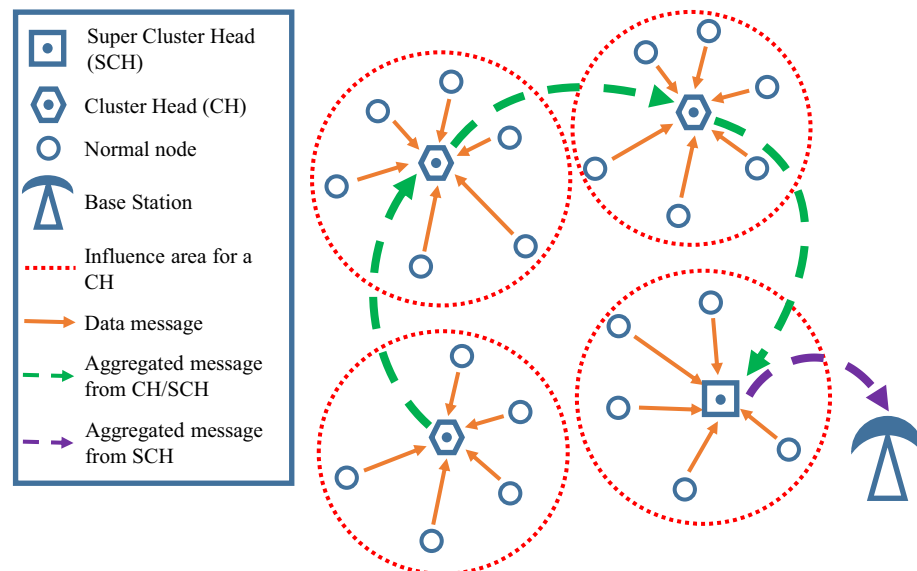 Super Cluster Head
(SCH)
Cluster Head (CH)
Normal node
Base Station
Influence area for a
CH
Data message
Aggregated message
from CH/SCH
Aggregated message
from SCH